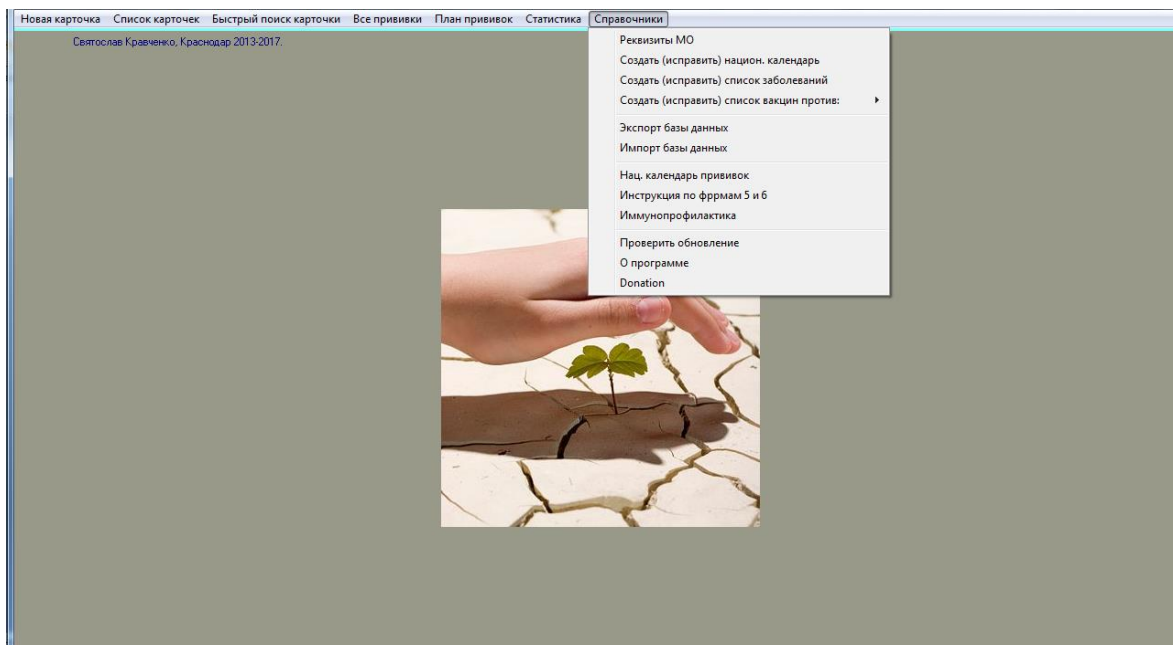 Новая карточка Список карточек Быстрый поиск карточки Все прививки План прививок Статистика Справочники
Святослав Кравченко, Краснодар 2013-2017.
Реквизиты МО
Создать (исправить) национ. календарь
Создать (исправить) список заболеваний
Создать (исправить) список вакцин против:
Экспорт базы данных
Импорт базы данных
Нац. календарь прививок
Инструкция по фррмам 5 и 6
Иммунопрофилактика
Проверить обновление
О программе
Donation